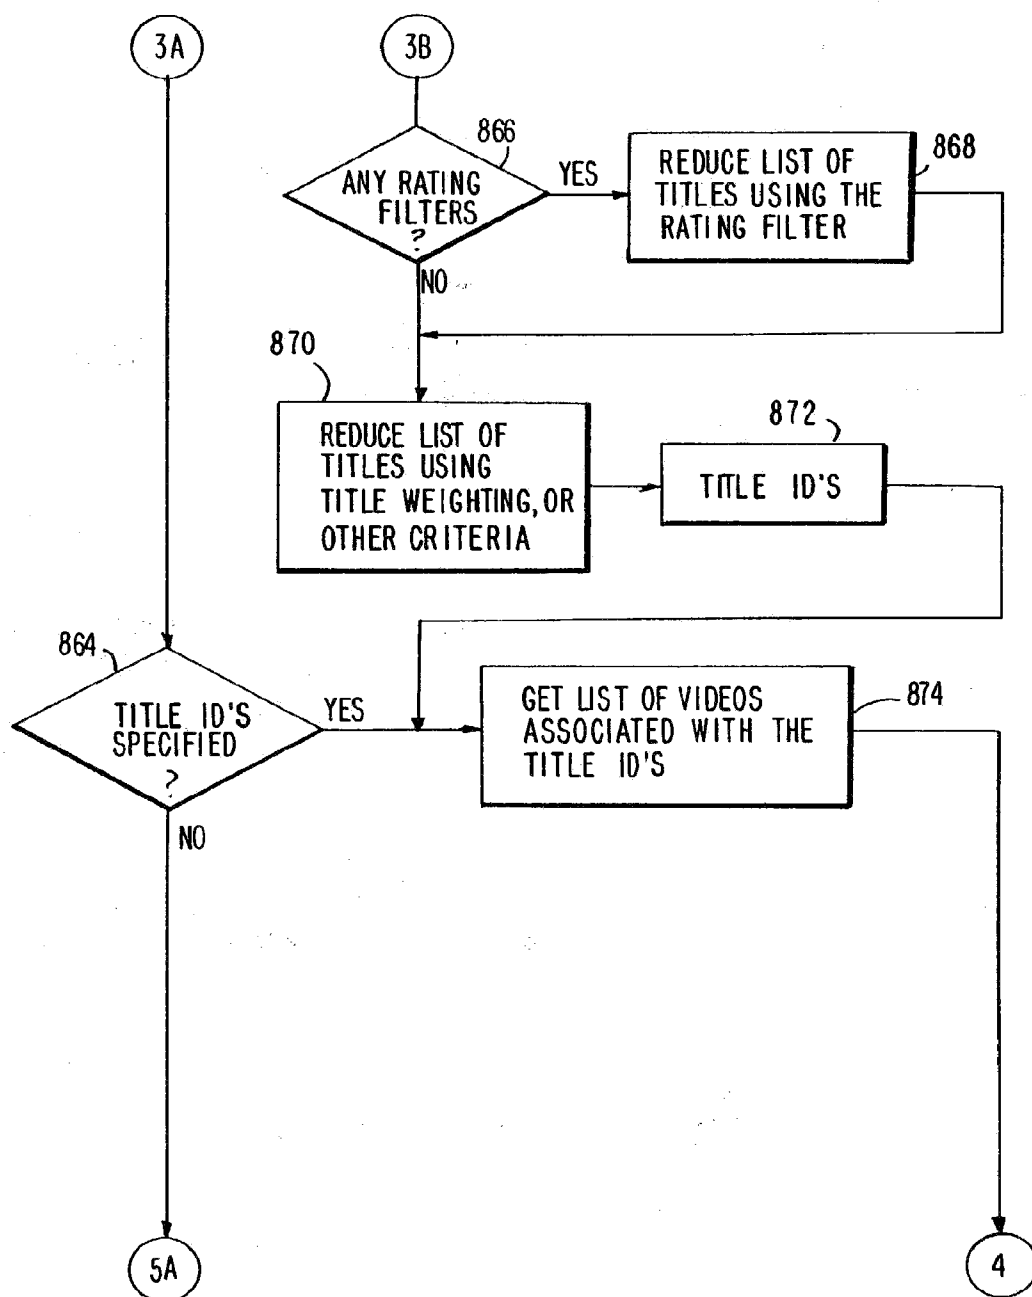 3A
3B
866
ANY RATING
FILTERS
?
YES
NO
868
REDUCE LIST OF
TITLES USING THE
RATING FILTER
870
REDUCE LIST OF
TITLES USING
TITLE WEIGHTING, OR
OTHER CRITERIA
872
TITLE ID'S
864
TITLE ID'S
SPECIFIED
?
YES
NO
874
GET LIST OF VIDEOS
ASSOCIATED WITH THE
TITLE ID'S
5A
4